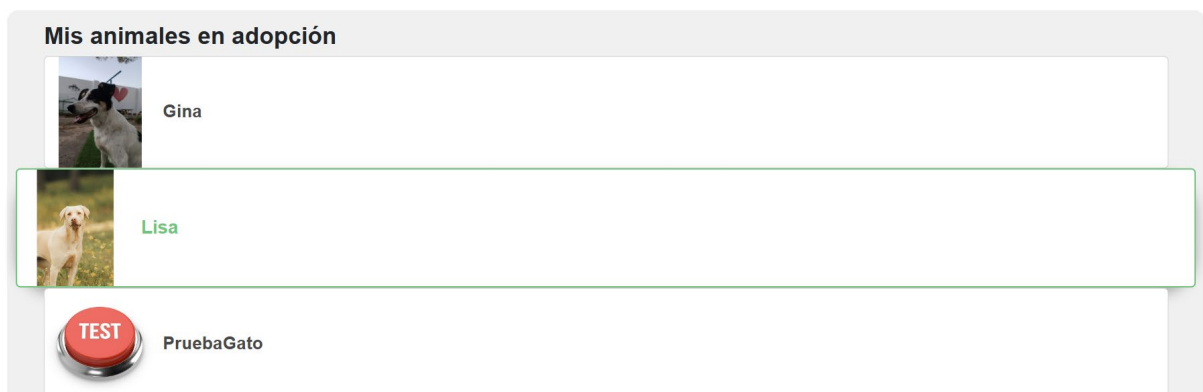 Mis animales en adopción
Gina
Lisa
TEST
PruebaGato